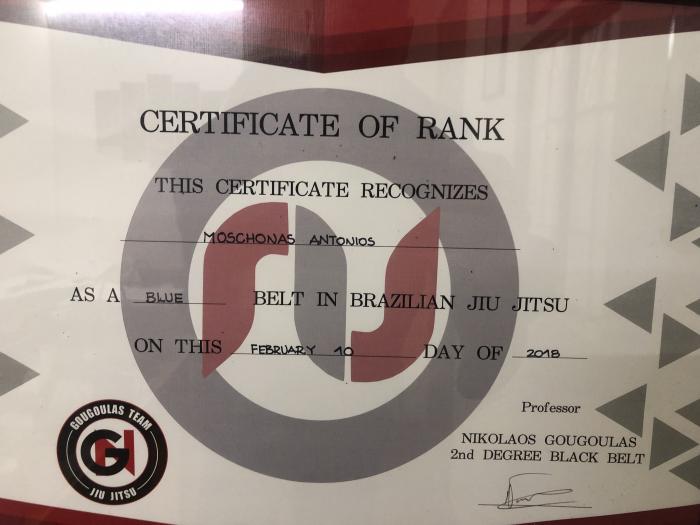 CERTIFICATE OF RANK
THIS CERTIFICATE RECOGNIZES
MOSCHONAS ANTONIOS
AS A BLUE BELT IN BRAZILIAN JIU JITSU
ON THIS FEBRUARY 10 DAY OF 2018
Professor
NIKOLAOS GOUGOULAS
2nd DEGREE BLACK BELT
GOUGOULAS TEAM
GN
JIU JITSU